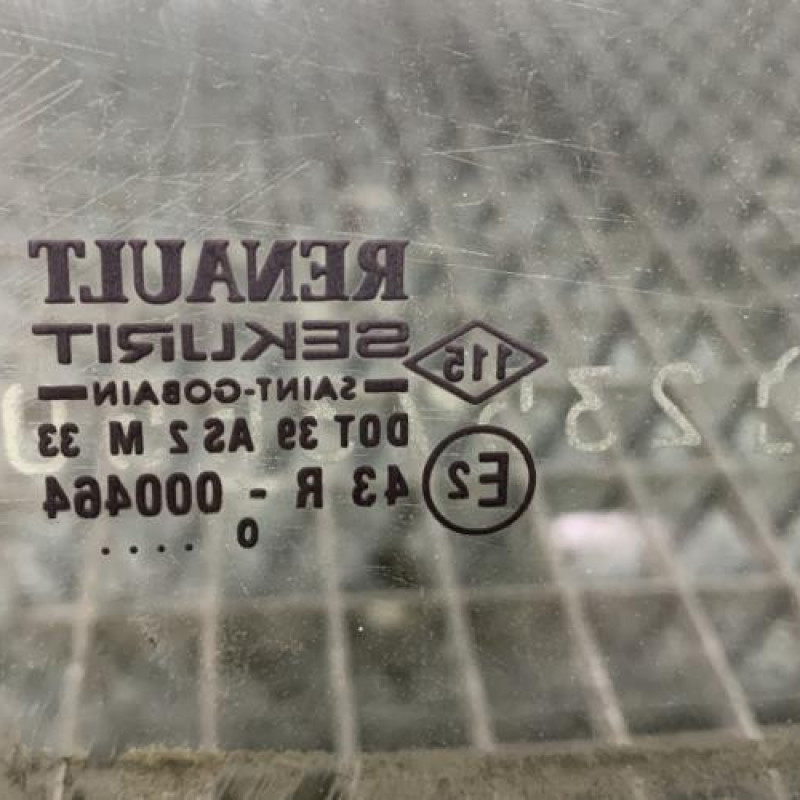 RENAULT
SEKURIT
SAINT-GOBAIN
115
DOT 39 AS 2 M 33
E2
43 R - 000464
0
....